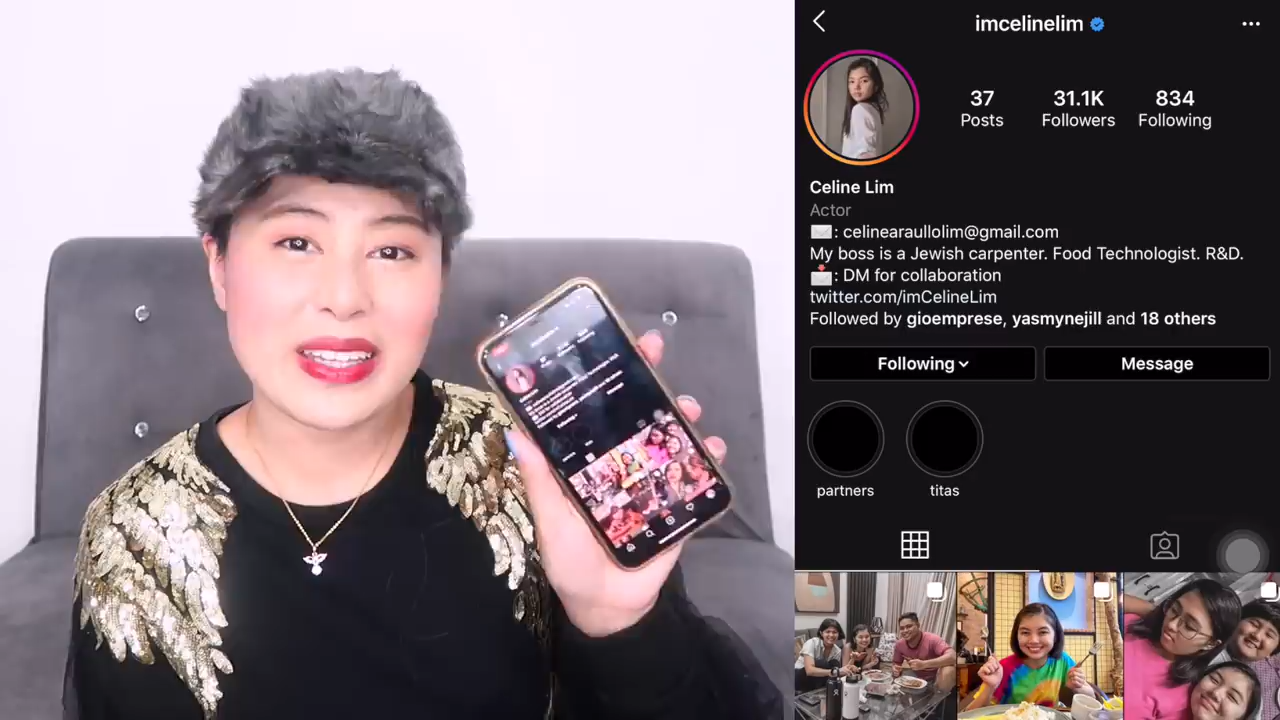 imcelinelim
37 31.1K 834
Posts Followers Following
Celine Lim
Actor
: celinearaullolim@gmail.com
My boss is a Jewish carpenter. Food Technologist. R&D.
: DM for collaboration
twitter.com/imCelineLim
Followed by gioemprese, yasmynejill and 18 others
Following Message
partners titas